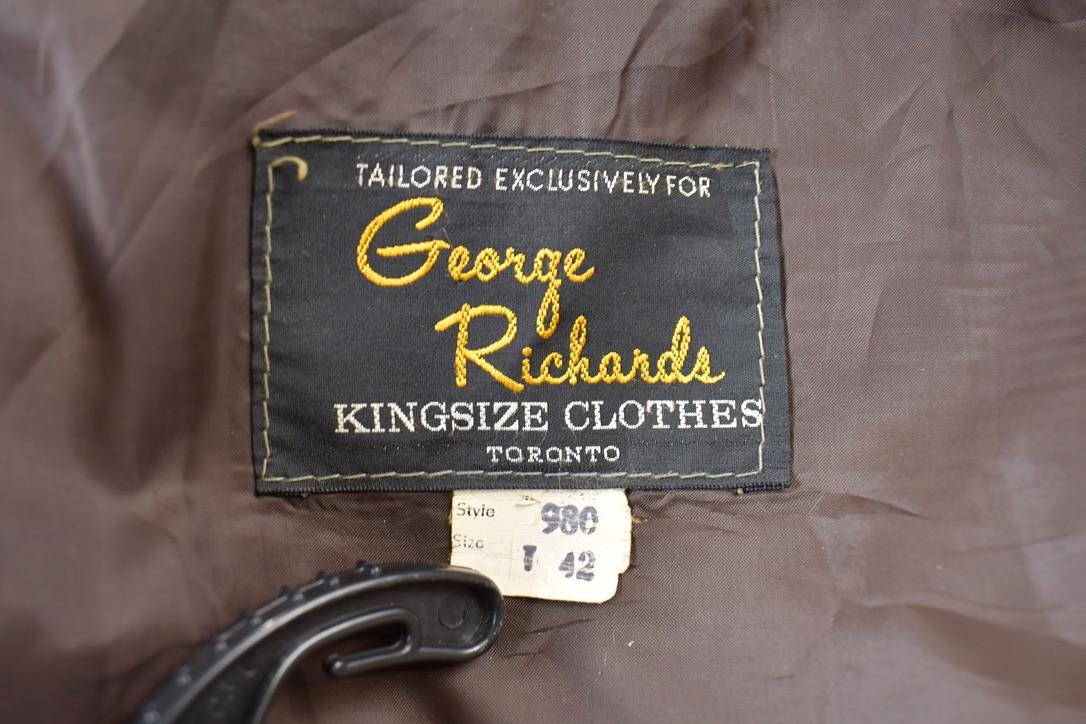 TAILORED EXCLUSIVELY FOR
George
Richards
KINGSIZE CLOTHES
TORONTO
Style 980
Size T 42